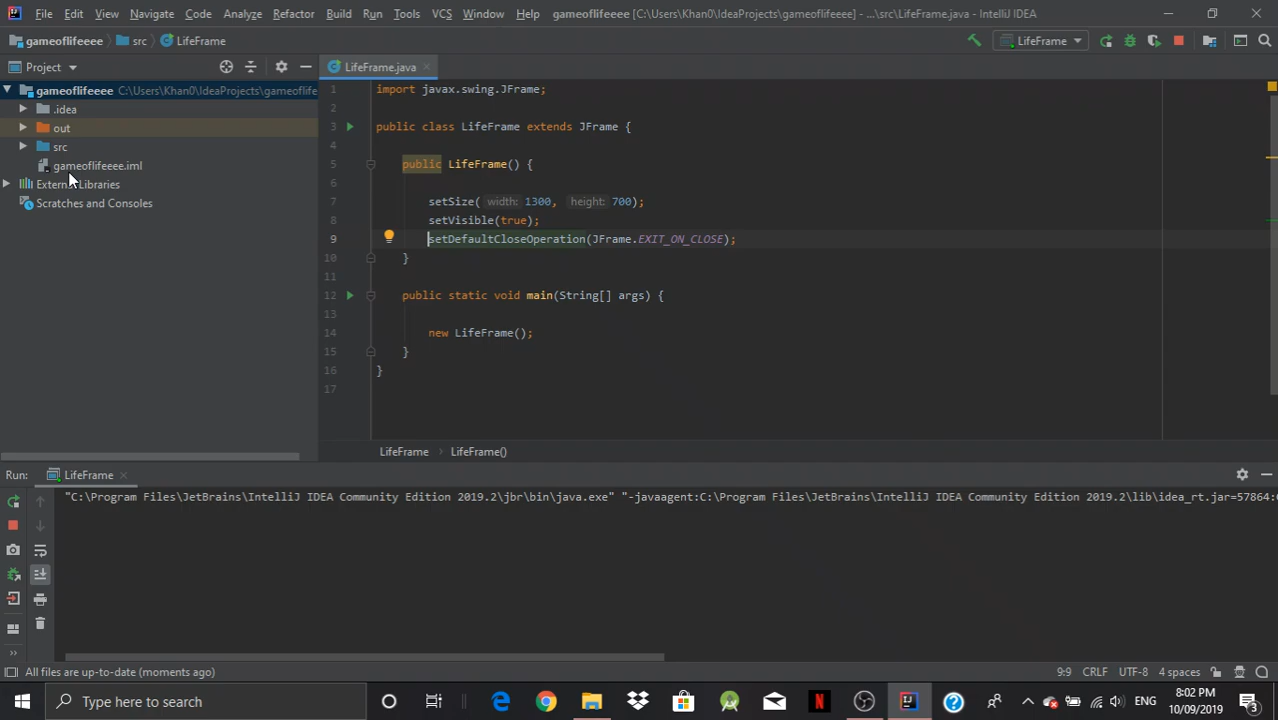 File Edit View Navigate Code Analyze Refactor Build Run Tools VCS Window Help gameoflifeeee [C:\Users\Khan0\IdeaProjects\gameoflifeeee] - ...\src\LifeFrame.java - IntelliJ IDEA
gameoflifeeee src LifeFrame LifeFrame
Project LifeFrame.java
gameoflifeeee C:\Users\Khan0\IdeaProjects\gameoflife
.idea
out
src
gameoflifeeee.iml
External Libraries
Scratches and Consoles
1 import javax.swing.JFrame;
2
3 public class LifeFrame extends JFrame {
5 public LifeFrame() {
6
7 setSize( width: 1300, height: 700);
8 setVisible(true);
9 setDefaultCloseOperation(JFrame.EXIT_ON_CLOSE);
10 }
11
12 public static void main(String[] args) {
13
14 new LifeFrame();
15 }
16 }
17
LifeFrame LifeFrame()
Run: LifeFrame
"C:\Program Files\JetBrains\IntelliJ IDEA Community Edition 2019.2\jbr\bin\java.exe" "-javaagent:C:\Program Files\JetBrains\IntelliJ IDEA Community Edition 2019.2\lib\idea_rt.jar=57864:
All files are up-to-date (moments ago) 9:9 CRLF UTF-8 4 spaces
Type here to search ENG 8:02 PM
10/09/2019 3